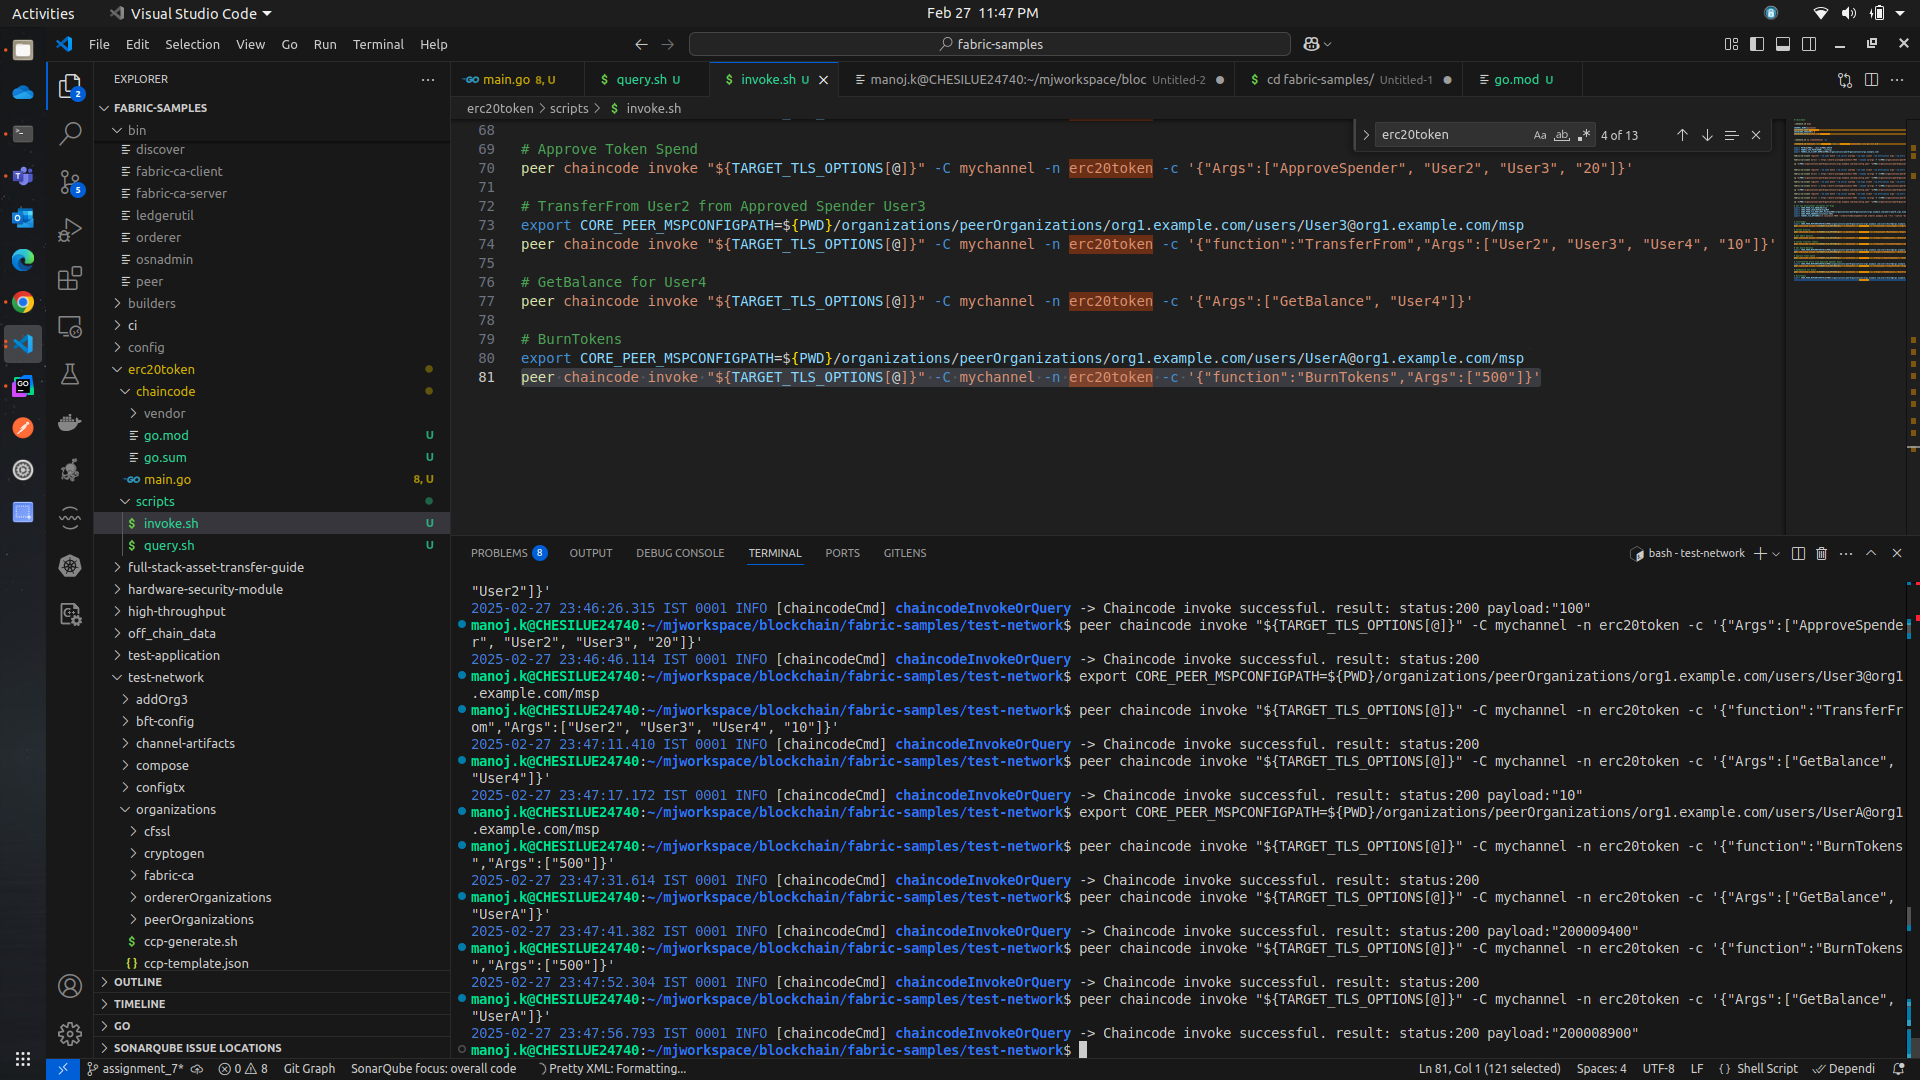 Activities
Visual Studio Code
Feb 27 11:47 PM
File Edit Selection View Go Run Terminal Help
fabric-samples
EXPLORER
FABRIC-SAMPLES
bin
discover
fabric-ca-client
fabric-ca-server
ledgerutil
orderer
osnadmin
peer
builders
ci
config
erc20token
chaincode
vendor
go.mod U
go.sum U
main.go 8, U
scripts
invoke.sh U
query.sh U
full-stack-asset-transfer-guide
hardware-security-module
high-throughput
off_chain_data
test-application
test-network
addOrg3
bft-config
channel-artifacts
compose
configtx
organizations
cfssl
cryptogen
fabric-ca
ordererOrganizations
peerOrganizations
ccp-generate.sh
ccp-template.json
OUTLINE
TIMELINE
GO
SONARQUBE ISSUE LOCATIONS
2
5
main.go 8, U
query.sh U
invoke.sh U
manoj.k@CHESILUE24740:~/mjworkspace/bloc Untitled-2
cd fabric-samples/ Untitled-1
go.mod U
erc20token > scripts > $ invoke.sh
erc20token
Aa ab 4 of 13
68
69 # Approve Token Spend
70 peer chaincode invoke "${TARGET_TLS_OPTIONS[@]}" -C mychannel -n erc20token -c '{"Args":["ApproveSpender", "User2", "User3", "20"]}'
71
72 # TransferFrom User2 from Approved Spender User3
73 export CORE_PEER_MSPCONFIGPATH=${PWD}/organizations/peerOrganizations/org1.example.com/users/User3@org1.example.com/msp
74 peer chaincode invoke "${TARGET_TLS_OPTIONS[@]}" -C mychannel -n erc20token -c '{"function":"TransferFrom","Args":["User2", "User3", "User4", "10"]}'
75
76 # GetBalance for User4
77 peer chaincode invoke "${TARGET_TLS_OPTIONS[@]}" -C mychannel -n erc20token -c '{"Args":["GetBalance", "User4"]}'
78
79 # BurnTokens
80 export CORE_PEER_MSPCONFIGPATH=${PWD}/organizations/peerOrganizations/org1.example.com/users/UserA@org1.example.com/msp
81 peer chaincode invoke "${TARGET_TLS_OPTIONS[@]}" -C mychannel -n erc20token -c '{"function":"BurnTokens","Args":["500"]}'
PROBLEMS 8 OUTPUT DEBUG CONSOLE TERMINAL PORTS GITLENS
bash - test-network
"User2"]}'
2025-02-27 23:46:26.315 IST 0001 INFO [chaincodeCmd] chaincodeInvokeOrQuery -> Chaincode invoke successful. result: status:200 payload:"100"
manoj.k@CHESILUE24740:~/mjworkspace/blockchain/fabric-samples/test-network$ peer chaincode invoke "${TARGET_TLS_OPTIONS[@]}" -C mychannel -n erc20token -c '{"Args":["ApproveSpende
r", "User2", "User3", "20"]}'
2025-02-27 23:46:46.114 IST 0001 INFO [chaincodeCmd] chaincodeInvokeOrQuery -> Chaincode invoke successful. result: status:200
manoj.k@CHESILUE24740:~/mjworkspace/blockchain/fabric-samples/test-network$ export CORE_PEER_MSPCONFIGPATH=${PWD}/organizations/peerOrganizations/org1.example.com/users/User3@org1
.example.com/msp
manoj.k@CHESILUE24740:~/mjworkspace/blockchain/fabric-samples/test-network$ peer chaincode invoke "${TARGET_TLS_OPTIONS[@]}" -C mychannel -n erc20token -c '{"function":"TransferFr
om","Args":["User2", "User3", "User4", "10"]}'
2025-02-27 23:47:11.410 IST 0001 INFO [chaincodeCmd] chaincodeInvokeOrQuery -> Chaincode invoke successful. result: status:200
manoj.k@CHESILUE24740:~/mjworkspace/blockchain/fabric-samples/test-network$ peer chaincode invoke "${TARGET_TLS_OPTIONS[@]}" -C mychannel -n erc20token -c '{"Args":["GetBalance",
"User4"]}'
2025-02-27 23:47:17.172 IST 0001 INFO [chaincodeCmd] chaincodeInvokeOrQuery -> Chaincode invoke successful. result: status:200 payload:"10"
manoj.k@CHESILUE24740:~/mjworkspace/blockchain/fabric-samples/test-network$ export CORE_PEER_MSPCONFIGPATH=${PWD}/organizations/peerOrganizations/org1.example.com/users/UserA@org1
.example.com/msp
manoj.k@CHESILUE24740:~/mjworkspace/blockchain/fabric-samples/test-network$ peer chaincode invoke "${TARGET_TLS_OPTIONS[@]}" -C mychannel -n erc20token -c '{"function":"BurnTokens
","Args":["500"]}'
2025-02-27 23:47:31.614 IST 0001 INFO [chaincodeCmd] chaincodeInvokeOrQuery -> Chaincode invoke successful. result: status:200
manoj.k@CHESILUE24740:~/mjworkspace/blockchain/fabric-samples/test-network$ peer chaincode invoke "${TARGET_TLS_OPTIONS[@]}" -C mychannel -n erc20token -c '{"Args":["GetBalance",
"UserA"]}'
2025-02-27 23:47:41.382 IST 0001 INFO [chaincodeCmd] chaincodeInvokeOrQuery -> Chaincode invoke successful. result: status:200 payload:"200009400"
manoj.k@CHESILUE24740:~/mjworkspace/blockchain/fabric-samples/test-network$ peer chaincode invoke "${TARGET_TLS_OPTIONS[@]}" -C mychannel -n erc20token -c '{"function":"BurnTokens
","Args":["500"]}'
2025-02-27 23:47:52.304 IST 0001 INFO [chaincodeCmd] chaincodeInvokeOrQuery -> Chaincode invoke successful. result: status:200
manoj.k@CHESILUE24740:~/mjworkspace/blockchain/fabric-samples/test-network$ peer chaincode invoke "${TARGET_TLS_OPTIONS[@]}" -C mychannel -n erc20token -c '{"Args":["GetBalance",
"UserA"]}'
2025-02-27 23:47:56.793 IST 0001 INFO [chaincodeCmd] chaincodeInvokeOrQuery -> Chaincode invoke successful. result: status:200 payload:"200008900"
manoj.k@CHESILUE24740:~/mjworkspace/blockchain/fabric-samples/test-network$
assignment_7* 0 8 Git Graph SonarQube focus: overall code Pretty XML: Formatting...
Ln 81, Col 1 (121 selected) Spaces: 4 UTF-8 LF {} Shell Script Dependi